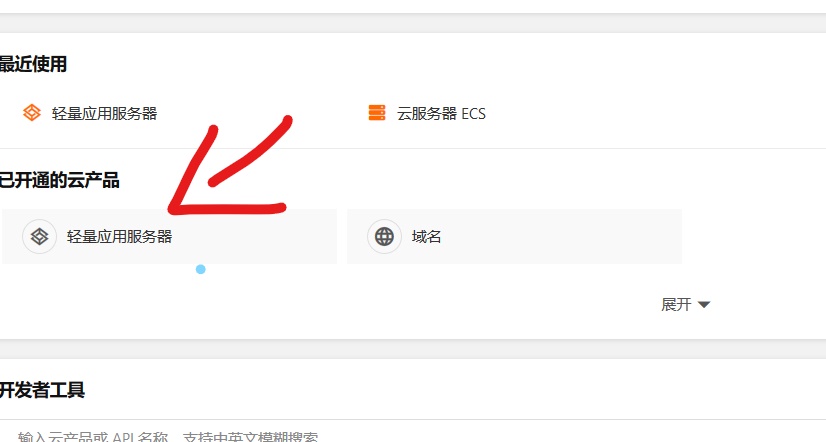 最近使用
轻量应用服务器 云服务器 ECS
已开通的云产品
轻量应用服务器 域名
展开
开发者工具
输入云产品或 API 名称，支持中英文模糊搜索